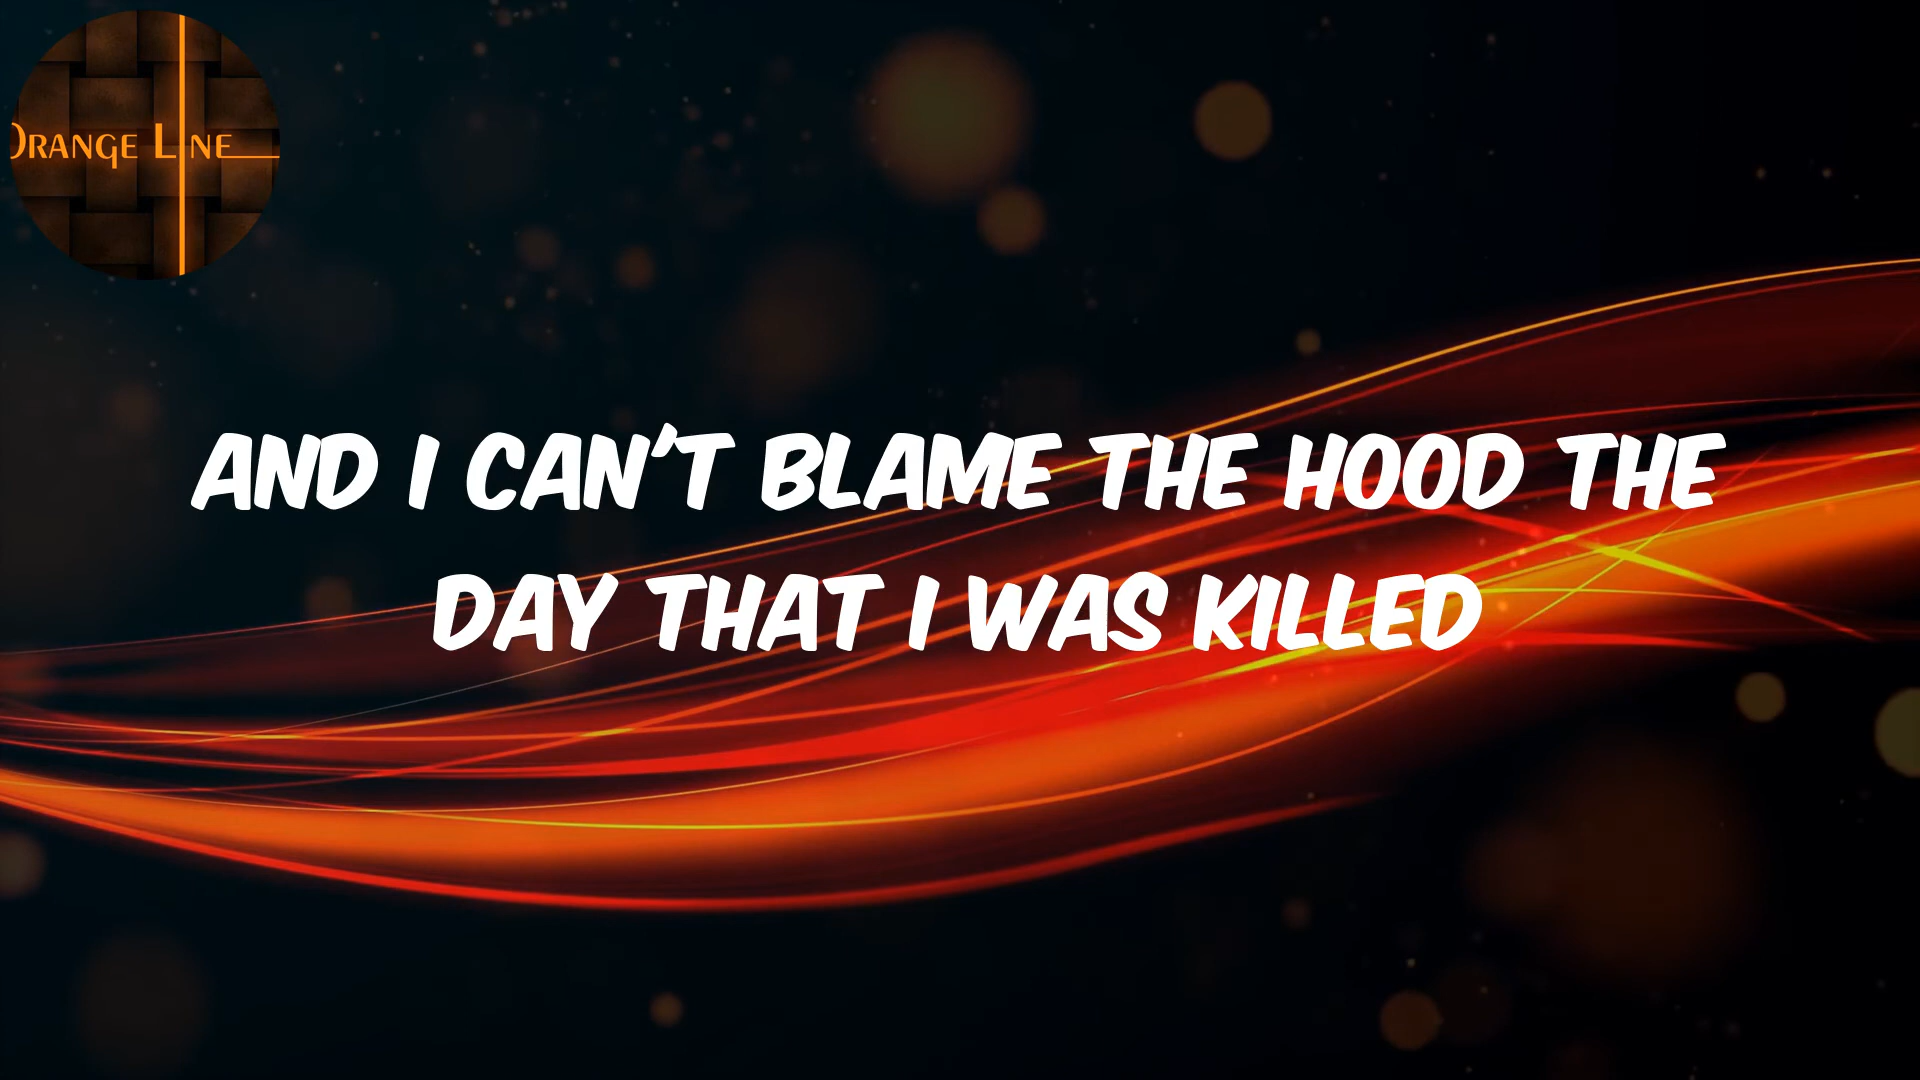 ORANGE LINE
AND I CAN'T BLAME THE HOOD THE
DAY THAT I WAS KILLED